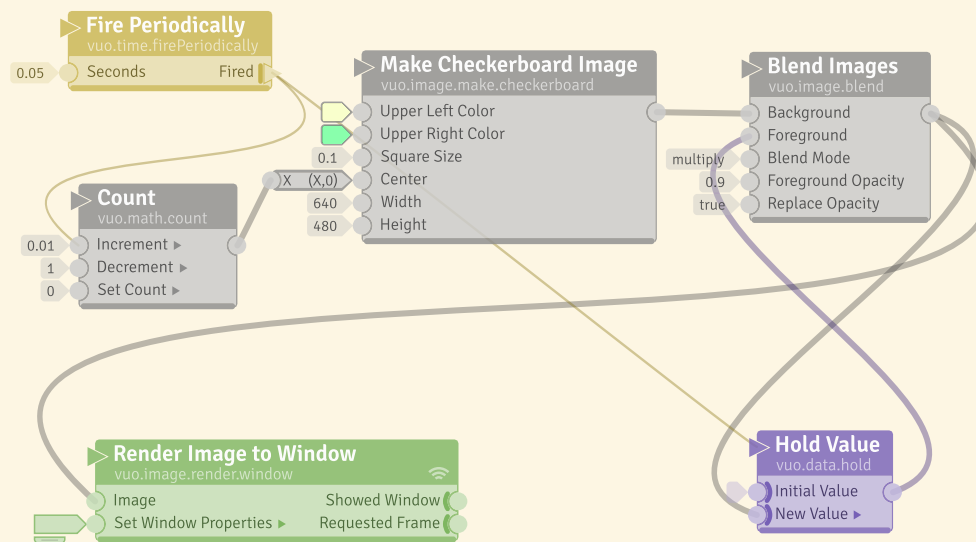 Fire Periodically
vuo.time.firePeriodically
0.05
Seconds
Fired
Make Checkerboard Image
vuo.image.make.checkerboard
Upper Left Color
Upper Right Color
0.1
Square Size
X
(X,0)
Center
640
Width
480
Height
Blend Images
vuo.image.blend
Background
Foreground
multiply
Blend Mode
0.9
Foreground Opacity
true
Replace Opacity
Count
vuo.math.count
0.01
Increment ▸
1
Decrement ▸
0
Set Count ▸
Render Image to Window
vuo.image.render.window
Image
Showed Window
Set Window Properties ▸
Requested Frame
Hold Value
vuo.data.hold
Initial Value
New Value ▸